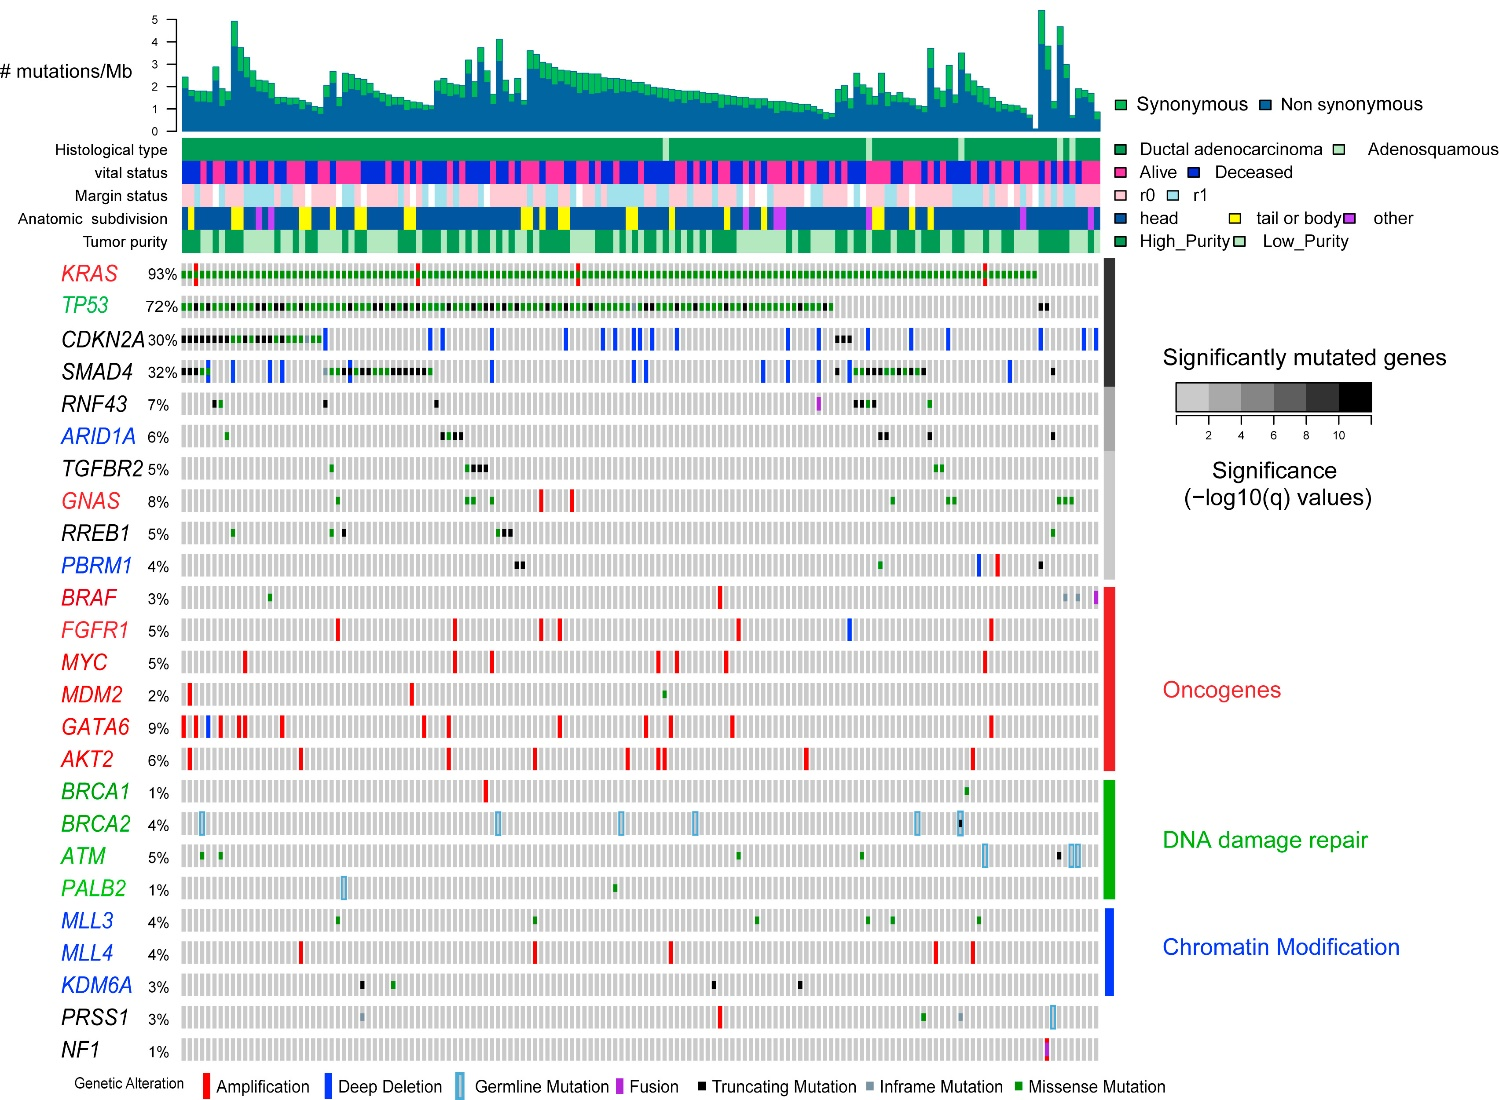 5
4
3
2
1
0
# mutations/Mb
Synonymous Non synonymous
Histological type
Ductal adenocarcinoma Adenosquamous
vital status
Alive Deceased
Margin status
r0 r1
Anatomic subdivision
head tail or body other
Tumor purity
High_Purity Low_Purity
KRAS 93%
TP53 72%
CDKN2A 30%
SMAD4 32%
RNF43 7%
ARID1A 6%
TGFBR2 5%
GNAS 8%
RREB1 5%
PBRM1 4%
BRAF 3%
FGFR1 5%
MYC 5%
MDM2 2%
GATA6 9%
AKT2 6%
BRCA1 1%
BRCA2 4%
ATM 5%
PALB2 1%
MLL3 4%
MLL4 4%
KDM6A 3%
PRSS1 3%
NF1 1%
Significantly mutated genes
2 4 6 8 10
Significance
(−log10(q) values)
Oncogenes
DNA damage repair
Chromatin Modification
Genetic Alteration Amplification Deep Deletion Germline Mutation Fusion Truncating Mutation Inframe Mutation Missense Mutation